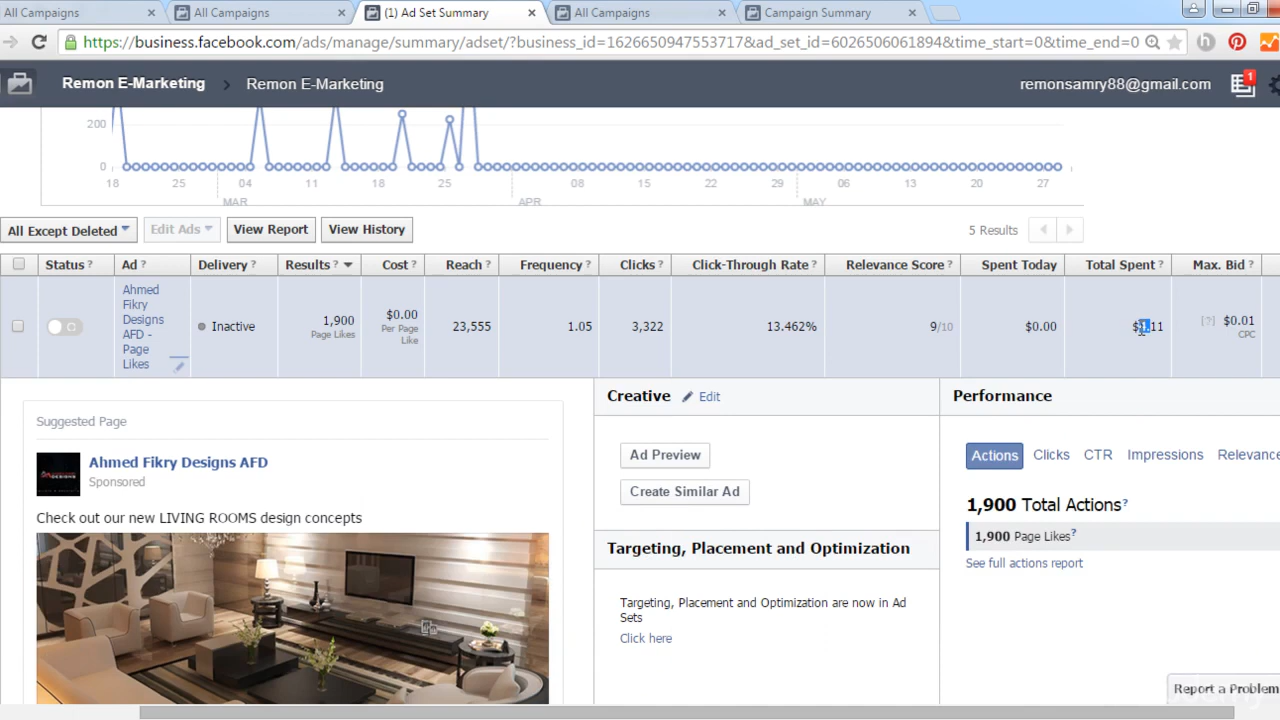 All Campaigns
All Campaigns
(1) Ad Set Summary
All Campaigns
Campaign Summary
https://business.facebook.com/ads/manage/summary/adset/?business_id=1626650947553717&ad_set_id=6026506061894&time_start=0&time_end=0
Remon E-Marketing > Remon E-Marketing
remonsamry88@gmail.com
1
200
0
18 25 04 11 18 25 08 15 22 29 06 13 20 27
MAR APR MAY
All Except Deleted
Edit Ads
View Report
View History
5 Results
Status ? Ad ? Delivery ? Results ? Cost ? Reach ? Frequency ? Clicks ? Click-Through Rate ? Relevance Score ? Spent Today Total Spent ? Max. Bid ?
Ahmed
Fikry
Designs
AFD -
Page
Likes
Inactive
1,900
Page Likes
$0.00
Per Page
Like
23,555
1.05
3,322
13.462%
9/10
$0.00
11
[?] $0.01
CPC
Suggested Page
Ahmed Fikry Designs AFD
Sponsored
Check out our new LIVING ROOMS design concepts
Creative Edit
Ad Preview
Create Similar Ad
Targeting, Placement and Optimization
Targeting, Placement and Optimization are now in Ad
Sets
Click here
Performance
Actions Clicks CTR Impressions Relevance
1,900 Total Actions?
1,900 Page Likes?
See full actions report
Report a Problem